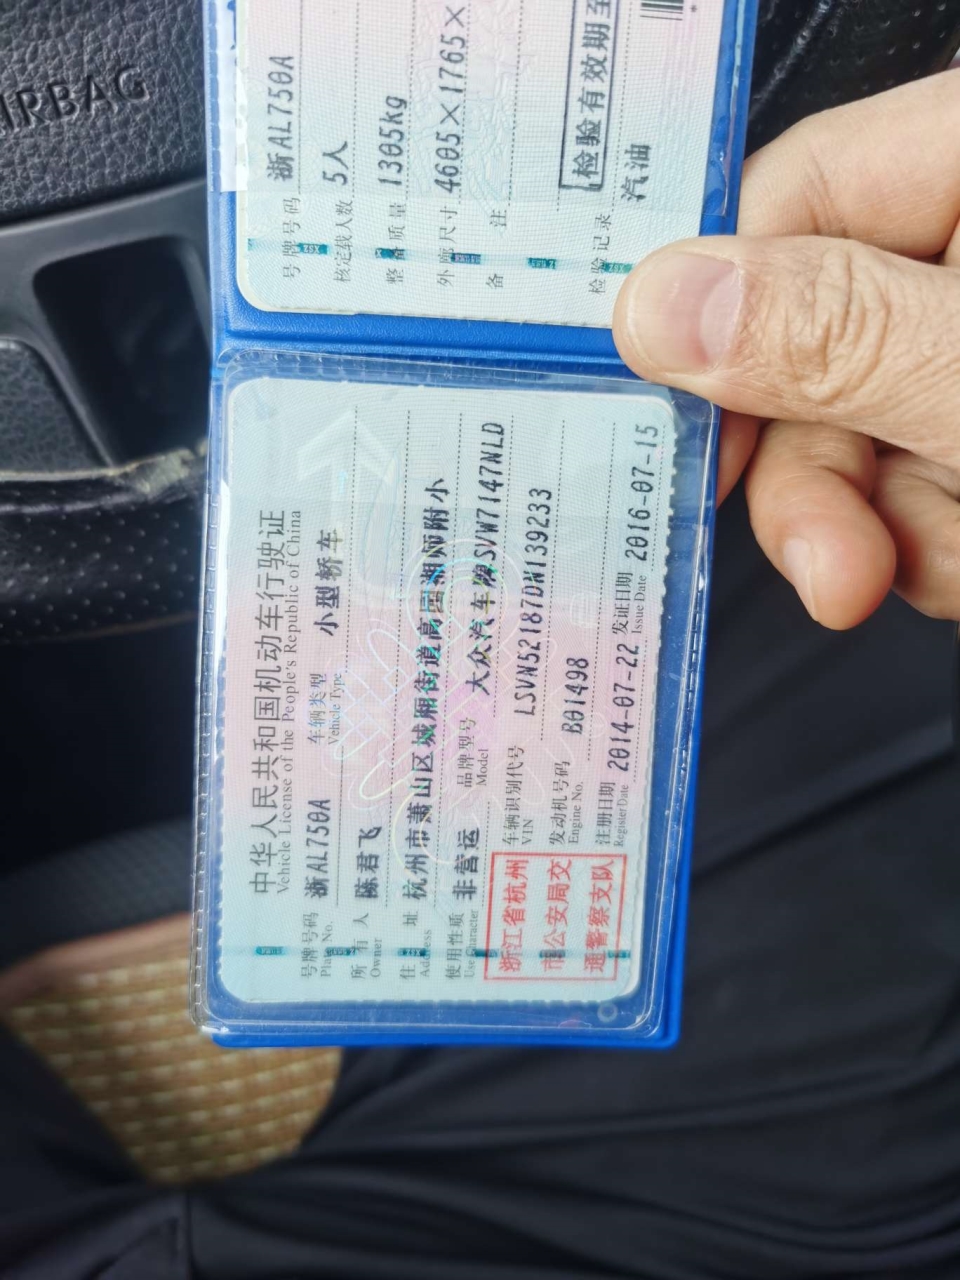 中华人民共和国机动车行驶证
Vehicle License of the People's Republic of China
号牌号码 浙AL750A 车辆类型 小型轿车
Plate No. Vehicle Type
所有人 陈君飞
Owner
住址 杭州市萧山区城厢街道高园湘师附小
Address
使用性质 非营运 品牌型号 大众汽车牌SVW7147NLD
Use Character Model
浙江省杭州
市公安局交
通警察支队
车辆识别代号 LSVN52187DN139233
VIN
发动机号码 B01498
Engine No.
注册日期 2014-07-22 发证日期 2016-07-15
Register Date Issue Date
号牌号码 浙AL750A
核定载人数 5人
整备质量 1305kg
外廓尺寸 4605×1765×
备注
检验有效期至
检验记录 汽油
AIRBAG